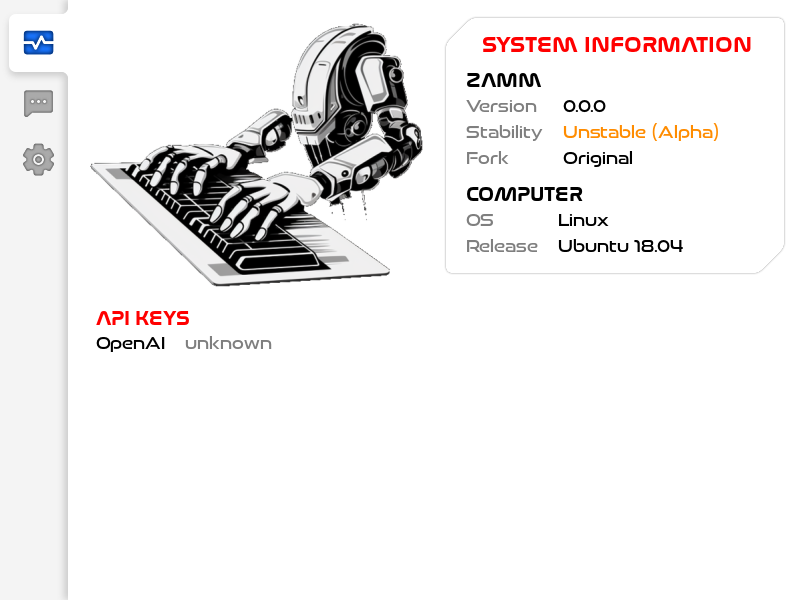 SYSTEM INFORMATION
ZAMM
Version 0.0.0
Stability Unstable (Alpha)
Fork Original
COMPUTER
OS Linux
Release Ubuntu 18.04
API KEYS
OpenAI unknown